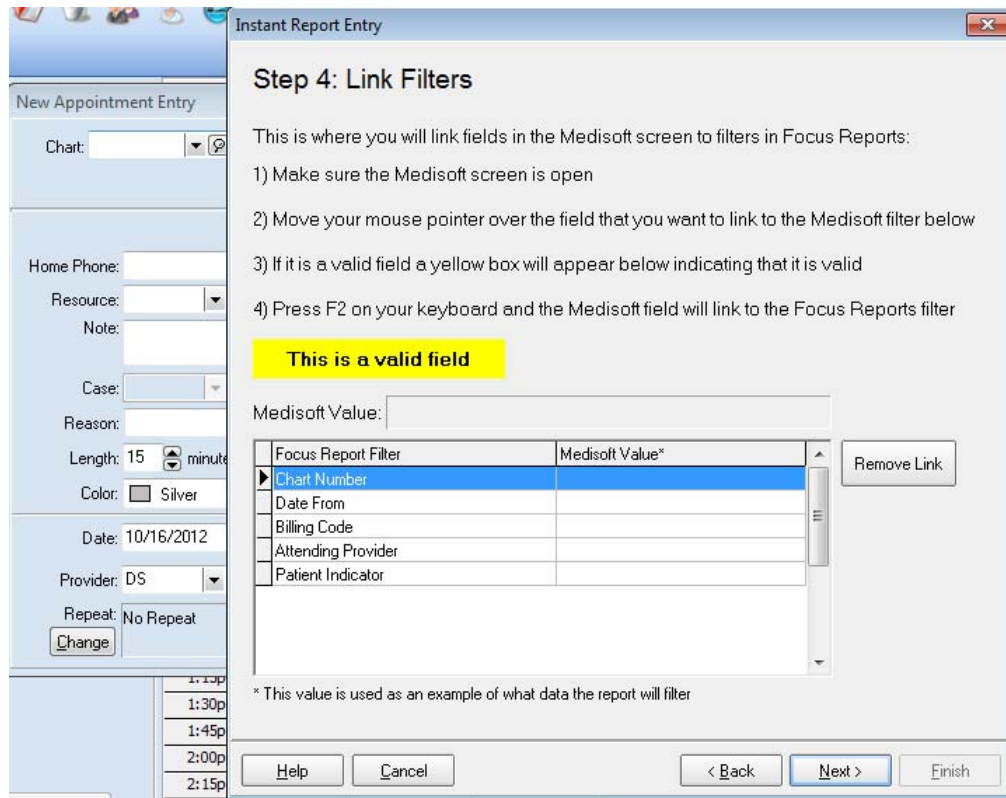 Instant Report Entry
Step 4: Link Filters
New Appointment Entry
Chart:
This is where you will link fields in the Medisoft screen to filters in Focus Reports:
1) Make sure the Medisoft screen is open
2) Move your mouse pointer over the field that you want to link to the Medisoft filter below
Home Phone:
3) If it is a valid field a yellow box will appear below indicating that it is valid
Resource:
4) Press F2 on your keyboard and the Medisoft field will link to the Focus Reports filter
Note:
This is a valid field
Case:
Medisoft Value:
Reason:
Length: 15 minute
Focus Report Filter Medisoft Value*
Remove Link
Chart Number
Color: Silver
Date From
Billing Code
Date: 10/16/2012
Attending Provider
Provider: DS
Patient Indicator
Repeat: No Repeat
Change
1:15p
* This value is used as an example of what data the report will filter
1:30p
1:45p
2:00p
Help Cancel < Back Next > Finish
2:15p